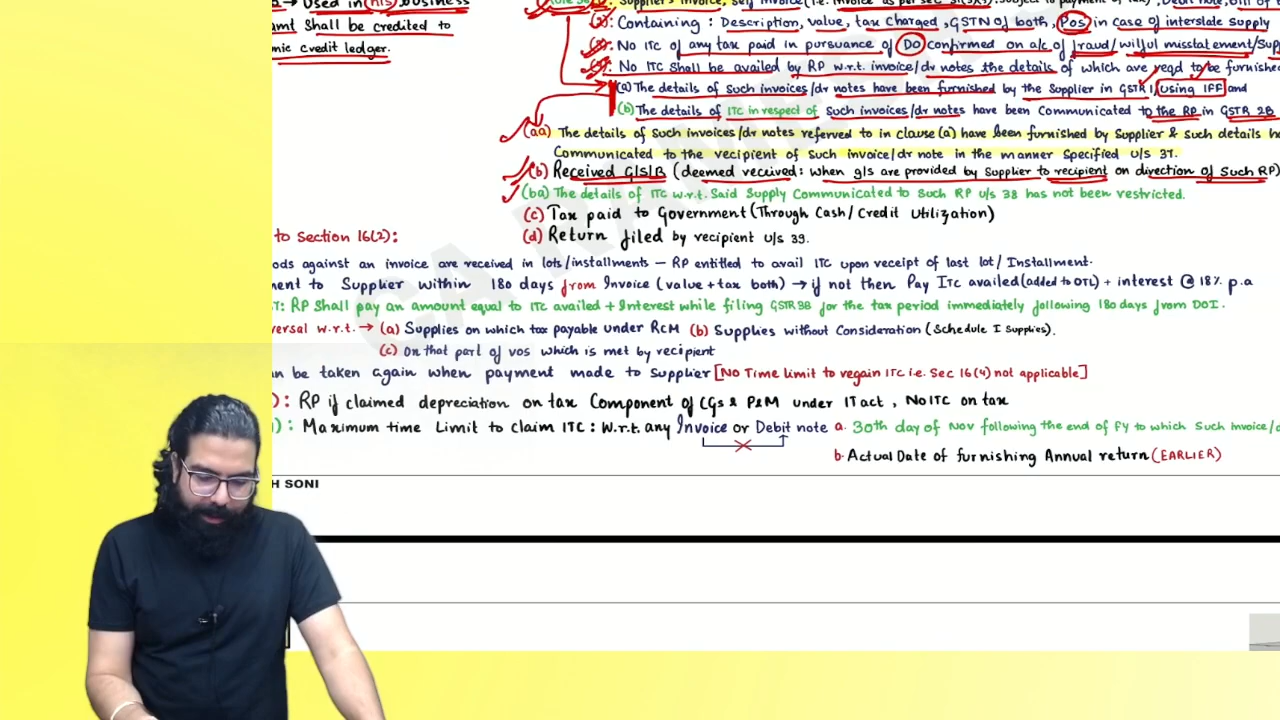 Used in (his) business
amt Shall be credited to
credit ledger.
Supplier's invoice, Self
(2): Containing : Description, value, tax charged, GSTN of both, Pos in case of interstate supply
(3): No ITC of any tax paid in pursuance of DO confirmed on a/c of fraud/ wilful misstatement/
(4): No ITC Shall be availed by RP w.r.t. invoice/dr notes the details of which are reqd to be
(a) The details of such invoices/dr notes have been furnished by the Supplier in GSTR 1/using IFF and
(b) The details of ITC in respect of such invoices/dr notes have been Communicated to the RP in GSTR 2B
(aa) The details of such invoices/dr notes referred to in clause (a) have been furnished by Supplier & such details
Communicated to the recipient of such invoice/dr note in the manner Specified u/s 37.
(b) Received G/S/B (deemed received: when g/s are provided by Supplier to recipient on direction of Such RP)
(ba) The details of ITC w.r.t. Said Supply Communicated to such RP u/s 38 has not been restricted.
(c) Tax paid to Government (Through Cash/ Credit utilization)
to Section 16(2):
(d) Return filed by recipient u/s 39.
against an invoice are received in lots/installments – RP entitled to avail ITC upon receipt of last lot/ Installment.
to Supplier within 180 days from Invoice (value + tax both) → if not then Pay ITC availed (added to OTL) + interest @ 18% p.a
: RP Shall pay an amount equal to ITC availed + Interest while filing GSTR3B for the tax period immediately following 180 days from DOI.
w.r.t. → (a) Supplies on which tax payable under RCM (b) Supplies without Consideration (Schedule I Supplies).
(c) on that part of vos which is met by recipient
be taken again when payment made to Supplier [NO Time limit to regain ITC i.e. Sec 16(4) not applicable]
: RP if claimed depreciation on tax Component of CGs & P&M under IT act , No ITC on tax
: Maximum time Limit to claim ITC : W.r.t. any Invoice or Debit note a. 30th day of Nov following the end of FY to which Such Invoice/
b. Actual Date of furnishing Annual return (EARLIER)
H SONI